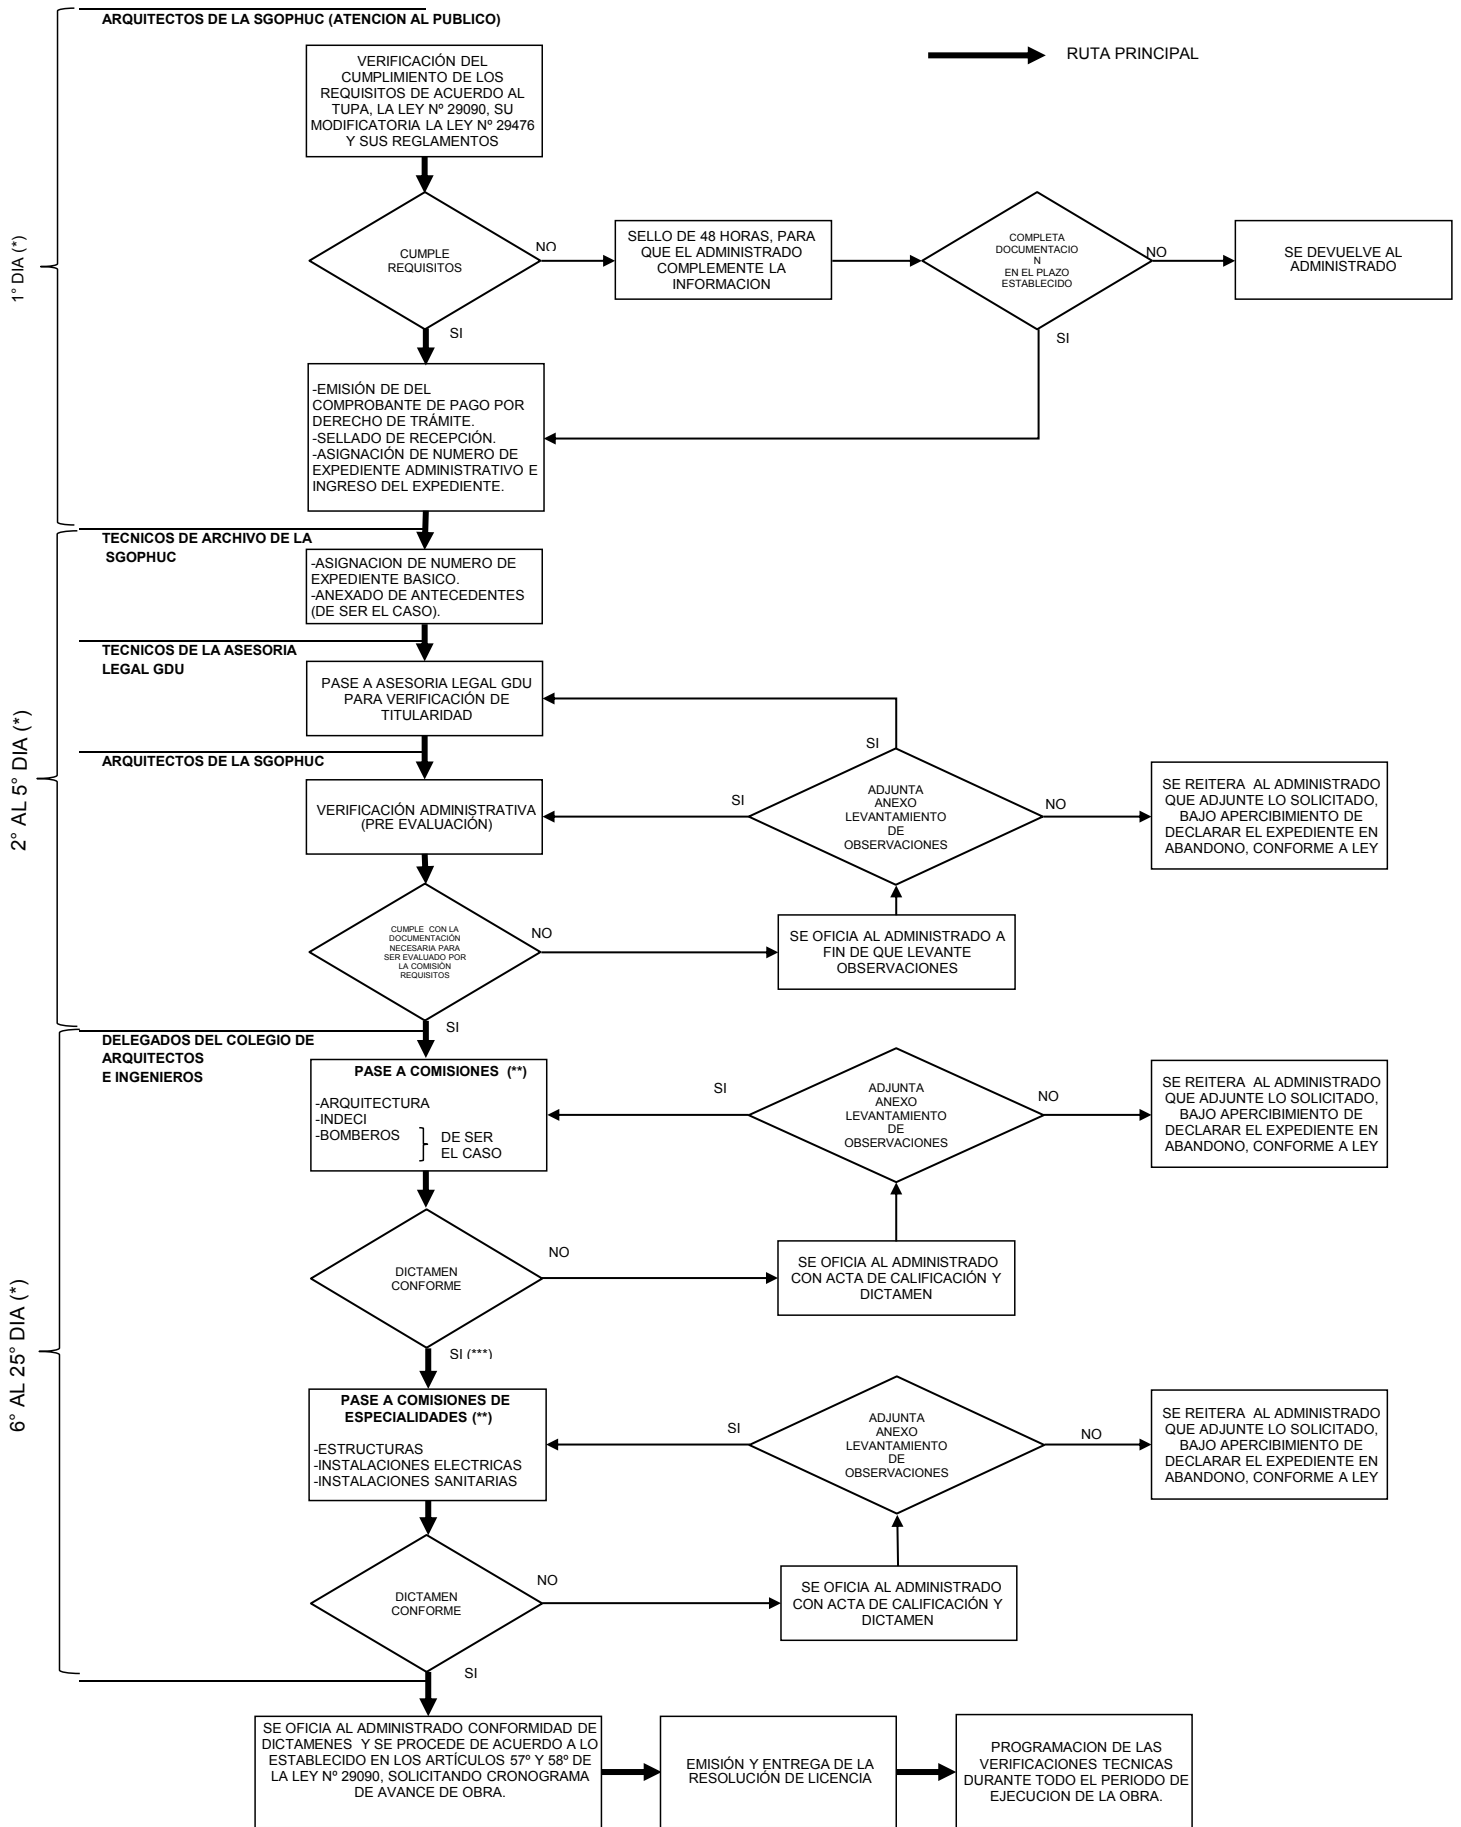 ARQUITECTOS DE LA SGOPHUC (ATENCION AL PUBLICO)
RUTA PRINCIPAL
VERIFICACIÓN DEL
CUMPLIMIENTO DE LOS
REQUISITOS DE ACUERDO AL
TUPA, LA LEY Nº 29090, SU
MODIFICATORIA LA LEY Nº 29476
Y SUS REGLAMENTOS
1° DIA (*)
CUMPLE
REQUISITOS
NO
SELLO DE 48 HORAS, PARA
QUE EL ADMINISTRADO
COMPLEMENTE LA
INFORMACION
COMPLETA
DOCUMENTACIO
N
EN EL PLAZO
ESTABLECIDO
NO
SE DEVUELVE AL
ADMINISTRADO
SI
SI
-EMISIÓN DE DEL
COMPROBANTE DE PAGO POR
DERECHO DE TRÁMITE.
-SELLADO DE RECEPCIÓN.
-ASIGNACIÓN DE NUMERO DE
EXPEDIENTE ADMINISTRATIVO E
INGRESO DEL EXPEDIENTE.
TECNICOS DE ARCHIVO DE LA
SGOPHUC
-ASIGNACION DE NUMERO DE
EXPEDIENTE BASICO.
-ANEXADO DE ANTECEDENTES
(DE SER EL CASO).
TECNICOS DE LA ASESORIA
LEGAL GDU
PASE A ASESORIA LEGAL GDU
PARA VERIFICACIÓN DE
TITULARIDAD
2° AL 5° DIA (*)
ARQUITECTOS DE LA SGOPHUC
VERIFICACIÓN ADMINISTRATIVA
(PRE EVALUACIÓN)
SI
SI
ADJUNTA
ANEXO
LEVANTAMIENTO
DE
OBSERVACIONES
NO
SE REITERA AL ADMINISTRADO
QUE ADJUNTE LO SOLICITADO,
BAJO APERCIBIMIENTO DE
DECLARAR EL EXPEDIENTE EN
ABANDONO, CONFORME A LEY
CUMPLE CON LA
DOCUMENTACIÓN
NECESARIA PARA
SER EVALUADO POR
LA COMISIÓN
REQUISITOS
NO
SE OFICIA AL ADMINISTRADO A
FIN DE QUE LEVANTE
OBSERVACIONES
SI
DELEGADOS DEL COLEGIO DE
ARQUITECTOS
E INGENIEROS
PASE A COMISIONES (**)
-ARQUITECTURA
-INDECI
-BOMBEROS
DE SER
EL CASO
SI
ADJUNTA
ANEXO
LEVANTAMIENTO
DE
OBSERVACIONES
NO
SE REITERA AL ADMINISTRADO
QUE ADJUNTE LO SOLICITADO,
BAJO APERCIBIMIENTO DE
DECLARAR EL EXPEDIENTE EN
ABANDONO, CONFORME A LEY
6° AL 25° DIA (*)
DICTAMEN
CONFORME
NO
SE OFICIA AL ADMINISTRADO
CON ACTA DE CALIFICACIÓN Y
DICTAMEN
SI (***)
PASE A COMISIONES DE
ESPECIALIDADES (**)
-ESTRUCTURAS
-INSTALACIONES ELECTRICAS
-INSTALACIONES SANITARIAS
SI
ADJUNTA
ANEXO
LEVANTAMIENTO
DE
OBSERVACIONES
NO
SE REITERA AL ADMINISTRADO
QUE ADJUNTE LO SOLICITADO,
BAJO APERCIBIMIENTO DE
DECLARAR EL EXPEDIENTE EN
ABANDONO, CONFORME A LEY
DICTAMEN
CONFORME
NO
SE OFICIA AL ADMINISTRADO
CON ACTA DE CALIFICACIÓN Y
DICTAMEN
SI
SE OFICIA AL ADMINISTRADO CONFORMIDAD DE
DICTAMENES Y SE PROCEDE DE ACUERDO A LO
ESTABLECIDO EN LOS ARTÍCULOS 57º Y 58º DE
LA LEY Nº 29090, SOLICITANDO CRONOGRAMA
DE AVANCE DE OBRA.
EMISIÓN Y ENTREGA DE LA
RESOLUCIÓN DE LICENCIA
PROGRAMACION DE LAS
VERIFICACIONES TECNICAS
DURANTE TODO EL PERIODO DE
EJECUCION DE LA OBRA.